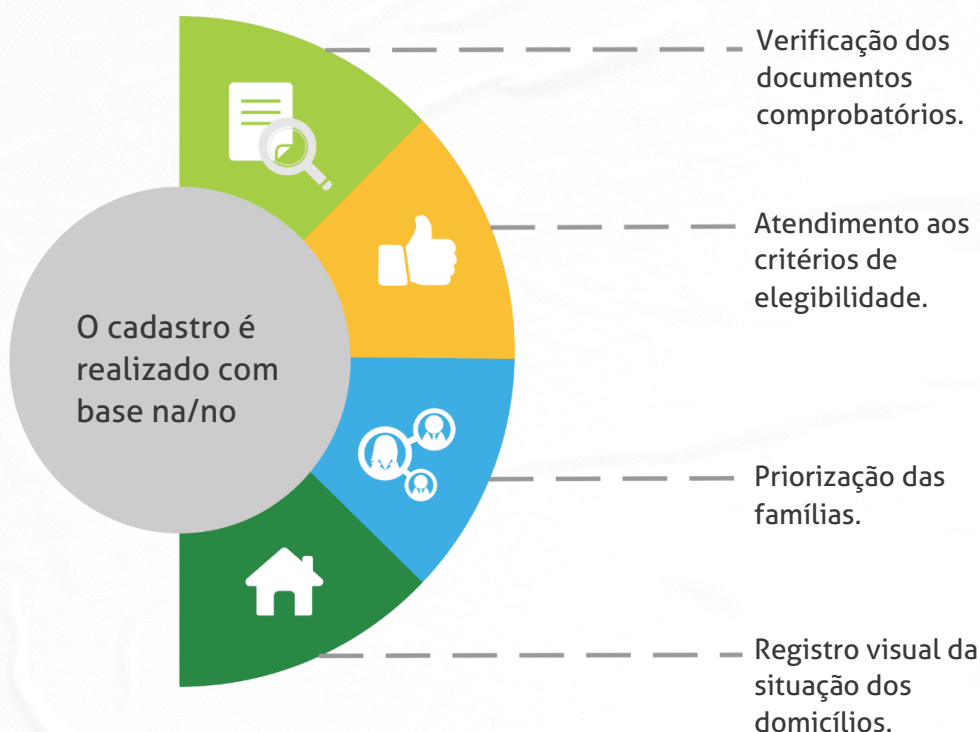 O cadastro é
realizado com
base na/no
Verificação dos
documentos
comprobatórios.
Atendimento aos
critérios de
elegibilidade.
Priorização das
famílias.
Registro visual da
situação dos
domicílios.